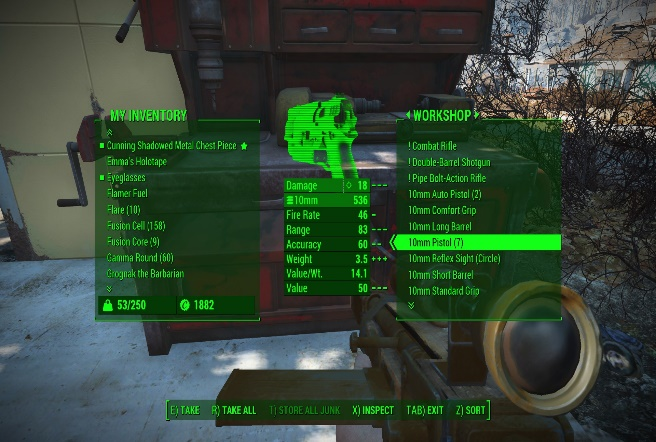 MY INVENTORY
Cunning Shadowed Metal Chest Piece
Emma's Holotape
Eyeglasses
Flamer Fuel
Flare (10)
Fusion Cell (158)
Fusion Core (9)
Gamma Round (60)
Grognak the Barbarian
53/250
1882
Damage 18 ---
10mm 536
Fire Rate 46 -
Range 83 ---
Accuracy 60 --
Weight 3.5 +++
Value/Wt. 14.1
Value 50 ---
WORKSHOP
! Combat Rifle
! Double-Barrel Shotgun
! Pipe Bolt-Action Rifle
10mm Auto Pistol (2)
10mm Comfort Grip
10mm Long Barrel
10mm Pistol (7)
10mm Reflex Sight (Circle)
10mm Short Barrel
10mm Standard Grip
E) TAKE R) TAKE ALL T) STORE ALL JUNK X) INSPECT TAB) EXIT Z) SORT